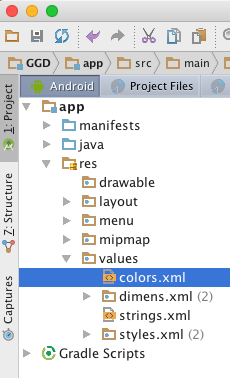 GGD app src main
Android Project Files
1: Project
Z: Structure
Captures
app
manifests
java
res
drawable
layout
menu
mipmap
values
colors.xml
dimens.xml (2)
strings.xml
styles.xml (2)
Gradle Scripts